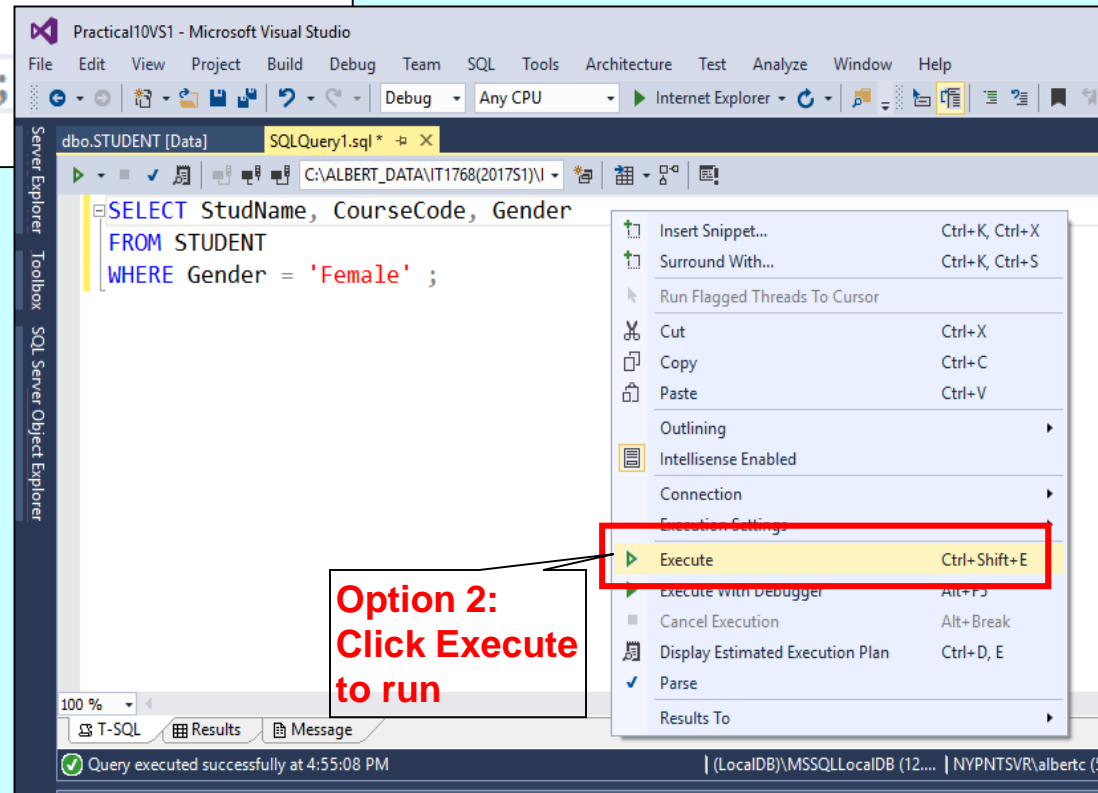 Practical10VS1 - Microsoft Visual Studio
File Edit View Project Build Debug Team SQL Tools Architecture Test Analyze Window Help
Debug Any CPU Internet Explorer
dbo.STUDENT [Data] SQLQuery1.sql*
C:\ALBERT_DATA\IT1768(2017S1)\
Server Explorer
Toolbox
SQL Server Object Explorer
SELECT StudName, CourseCode, Gender
FROM STUDENT
WHERE Gender = 'Female' ;
Insert Snippet... Ctrl+K, Ctrl+X
Surround With... Ctrl+K, Ctrl+S
Run Flagged Threads To Cursor
Cut Ctrl+X
Copy Ctrl+C
Paste Ctrl+V
Outlining
Intellisense Enabled
Connection
Execution Settings
Execute Ctrl+Shift+E
Execute With Debugger Alt+F5
Cancel Execution Alt+Break
Display Estimated Execution Plan Ctrl+D, E
Parse
Results To
Option 2:
Click Execute
to run
100 %
T-SQL Results Message
Query executed successfully at 4:55:08 PM (LocalDB)\MSSQLLocalDB (12.... NYPNTSVR\albertc (